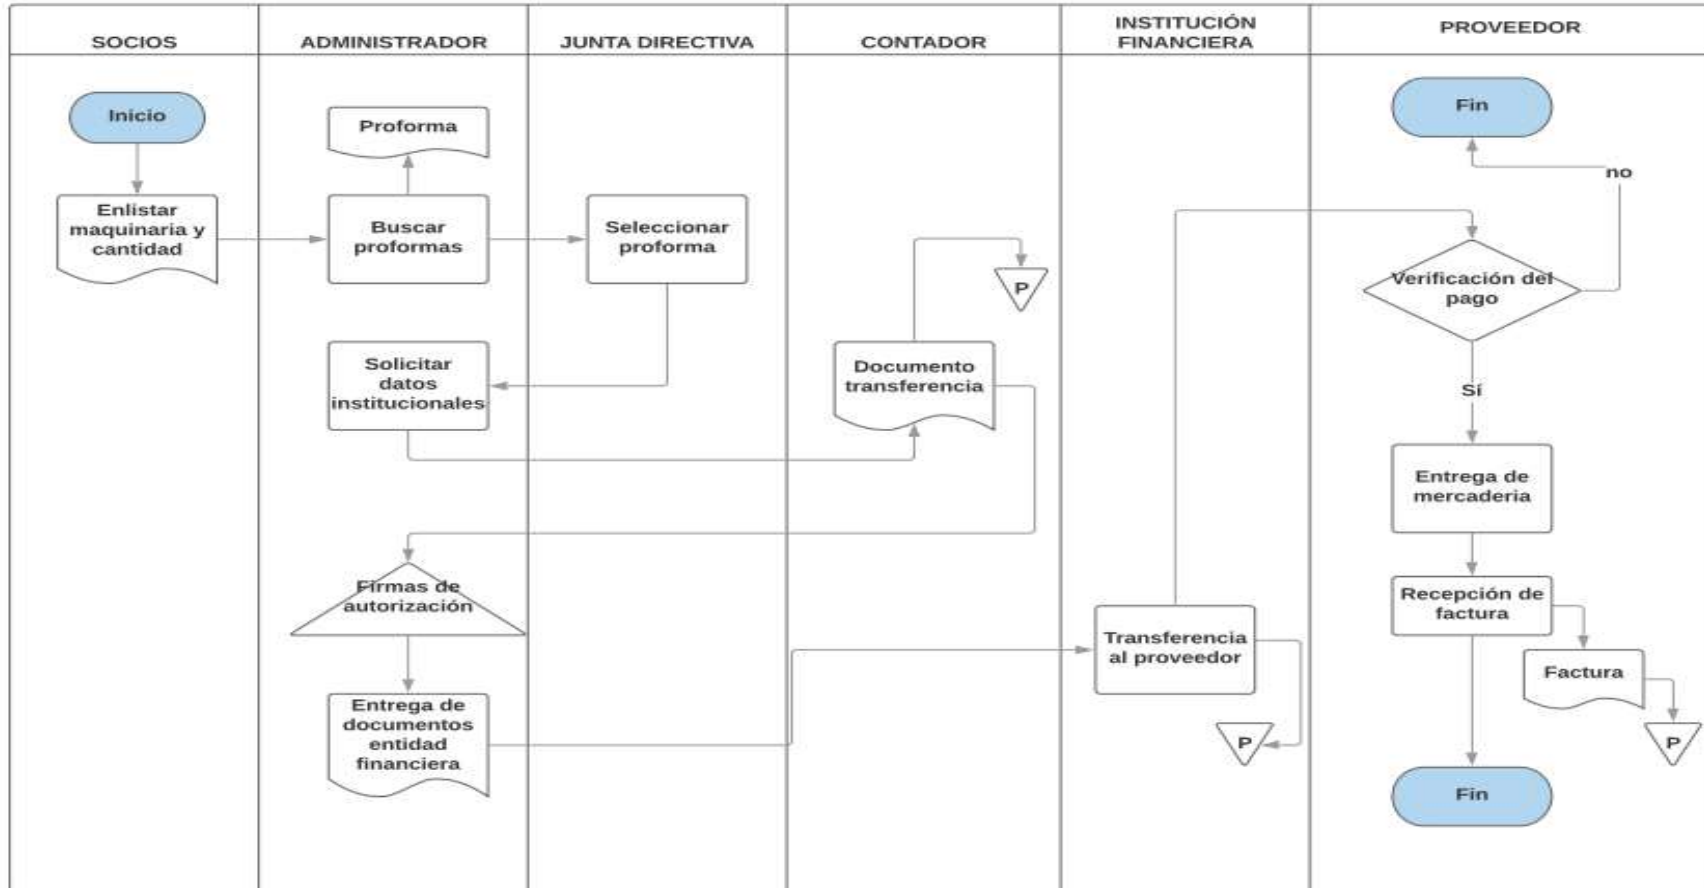 SOCIOS
ADMINISTRADOR
JUNTA DIRECTIVA
CONTADOR
INSTITUCIÓN
FINANCIERA
PROVEEDOR
Inicio
Enlistar
maquinaria y
cantidad
Proforma
Buscar
proformas
Seleccionar
proforma
Solicitar
datos
institucionales
P
Documento
transferencia
Firmas de
autorización
Entrega de
documentos
entidad
financiera
Transferencia
al proveedor
P
Fin
no
Verificación del
pago
Sí
Entrega de
mercaderia
Recepción de
factura
Factura
P
Fin